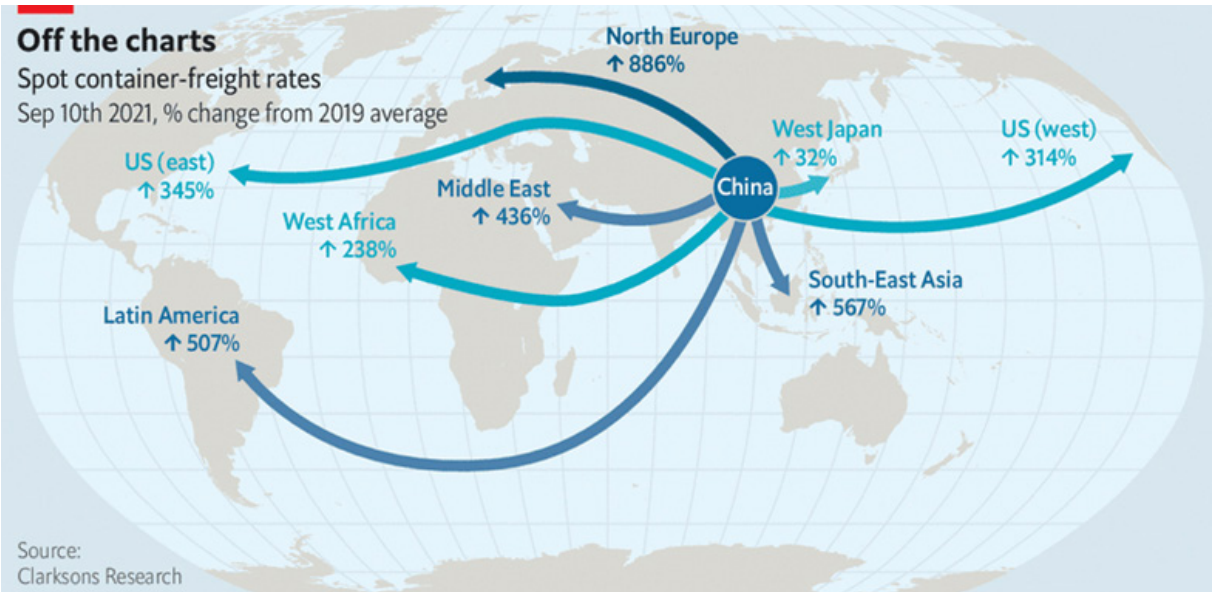 Off the charts
Spot container-freight rates
Sep 10th 2021, % change from 2019 average
North Europe
↑ 886%
West Japan
↑ 32%
US (west)
↑ 314%
US (east)
↑ 345%
China
Middle East
↑ 436%
West Africa
↑ 238%
South-East Asia
↑ 567%
Latin America
↑ 507%
Source:
Clarksons Research